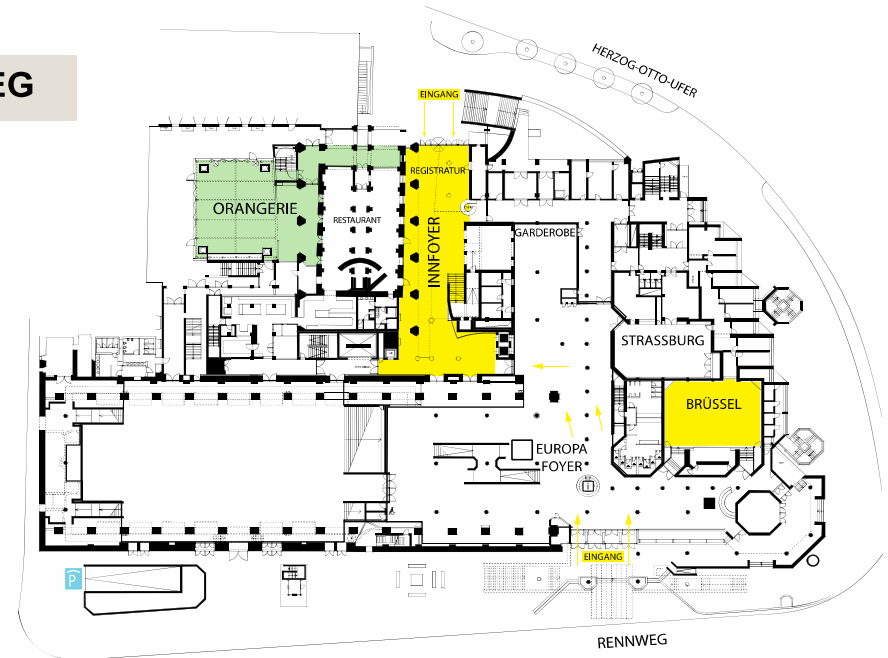 EG
HERZOG-OTTO-UFER
EINGANG
REGISTRATUR
ORANGERIE
RESTAURANT
INNFOYER
GARDEROBE
STRASSBURG
BRÜSSEL
EUROPA
FOYER
i
EINGANG
P
RENNWEG